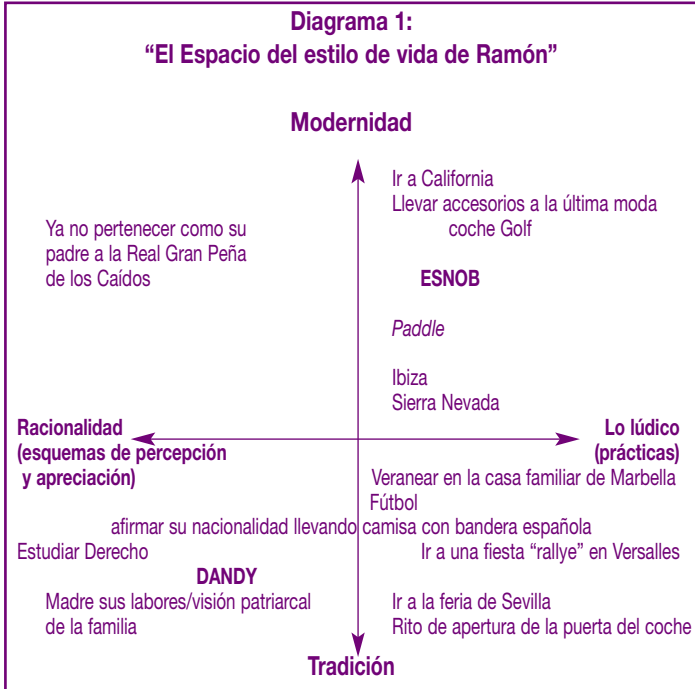 Diagrama 1:
“El Espacio del estilo de vida de Ramón”
Modernidad
Ir a California
Llevar accesorios a la última moda
coche Golf
Ya no pertenecer como su
padre a la Real Gran Peña
de los Caídos
ESNOB
Paddle
Ibiza
Sierra Nevada
Racionalidad
(esquemas de percepción
y apreciación)
Lo lúdico
(prácticas)
Veranear en la casa familiar de Marbella
Fútbol
afirmar su nacionalidad llevando camisa con bandera española
Estudiar Derecho
Ir a una fiesta “rallye” en Versalles
DANDY
Madre sus labores/visión patriarcal
de la familia
Ir a la feria de Sevilla
Rito de apertura de la puerta del coche
Tradición